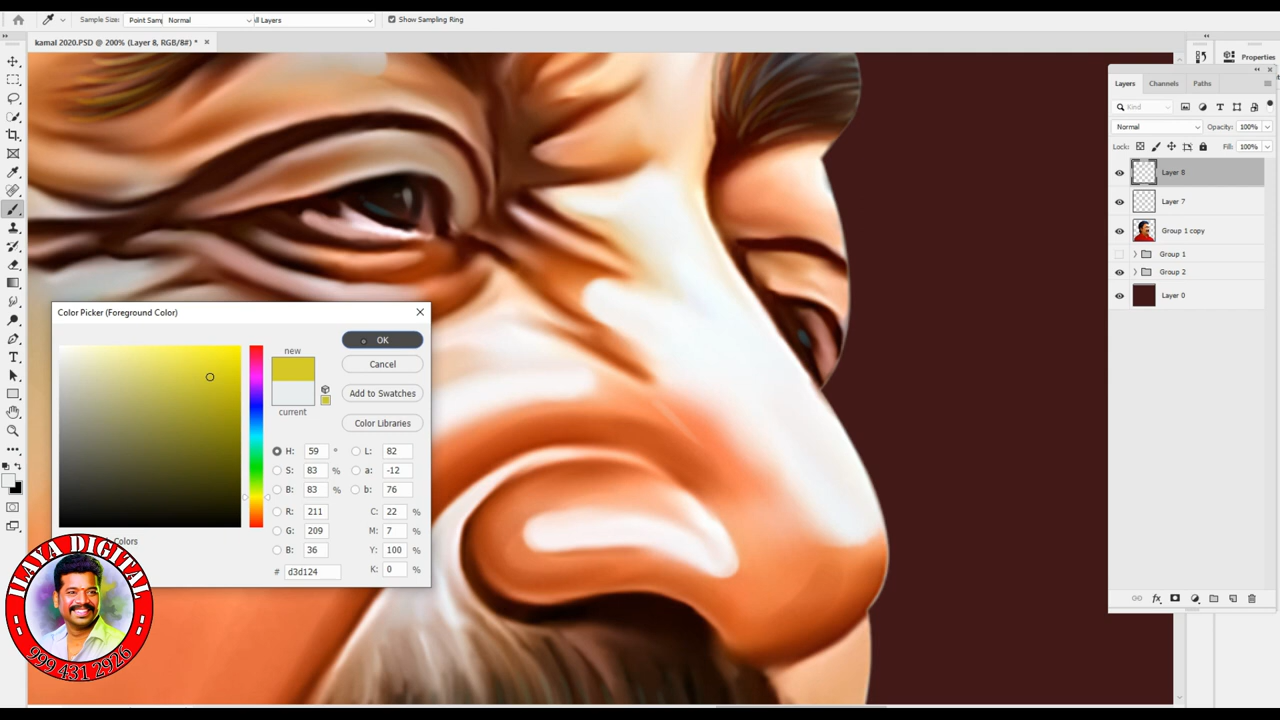 Sample Size:
Point Sam
Normal
ll Layers
Show Sampling Ring
kamal 2020.PSD @ 200% (Layer 8, RGB/8#) *
Properties
Layers
Channels
Paths
Kind
Normal
Opacity: 100%
Lock:
Fill: 100%
Layer 8
Layer 7
Group 1 copy
Group 1
Group 2
Layer 0
Color Picker (Foreground Color)
new
current
OK
Cancel
Add to Swatches
Color Libraries
H: 59 °
L: 82
S: 83 %
a: -12
B: 83 %
b: 76
R: 211
C: 22 %
G: 209
M: 7 %
B: 36
Y: 100 %
# d3d124
K: 0 %
Colors
ILAYA DIGITAL
999 431 2926